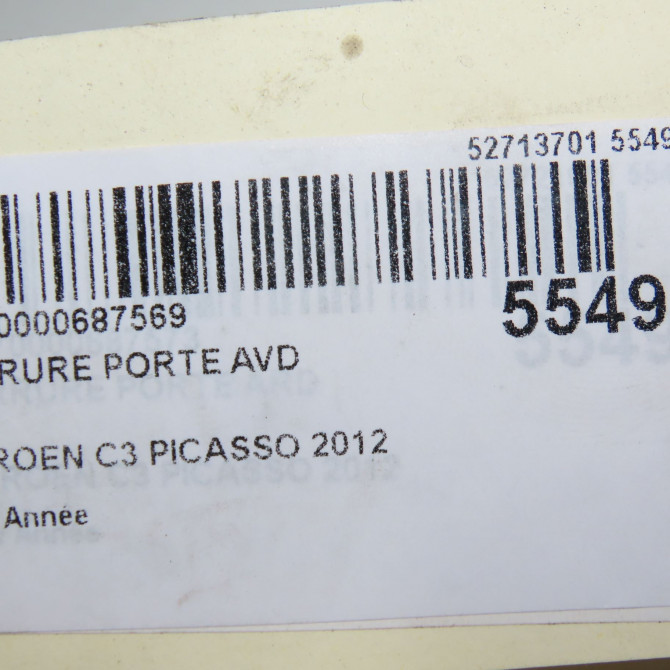 52713701 5549
0000687569
5549
RURE PORTE AVD
ROEN C3 PICASSO 2012
Année